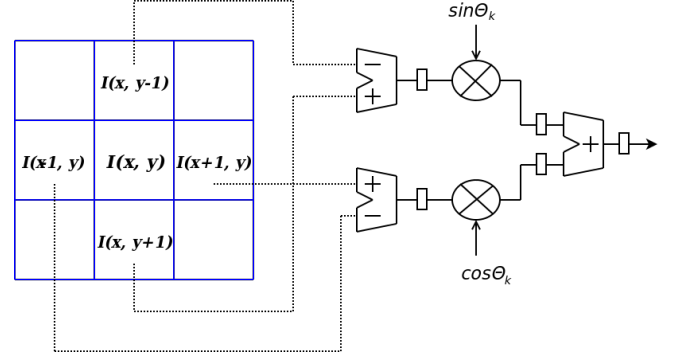 sinΘk
I(x, y-1)
−
+
I(x-1, y) I(x, y) I(x+1, y)
+
+
−
I(x, y+1)
cosΘk